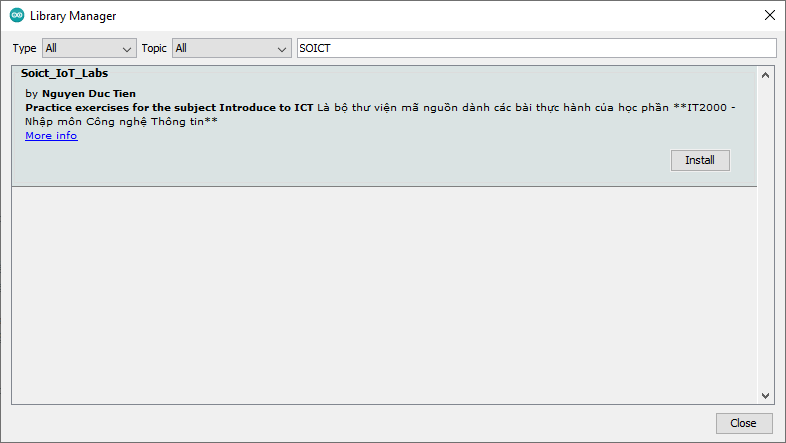 Library Manager
Type All Topic All SOICT
Soict_IoT_Labs
by Nguyen Duc Tien
Practice exercises for the subject Introduce to ICT Là bộ thư viện mã nguồn dành các bài thực hành của học phần **IT2000 -
Nhập môn Công nghệ Thông tin**
More info
Install
Close